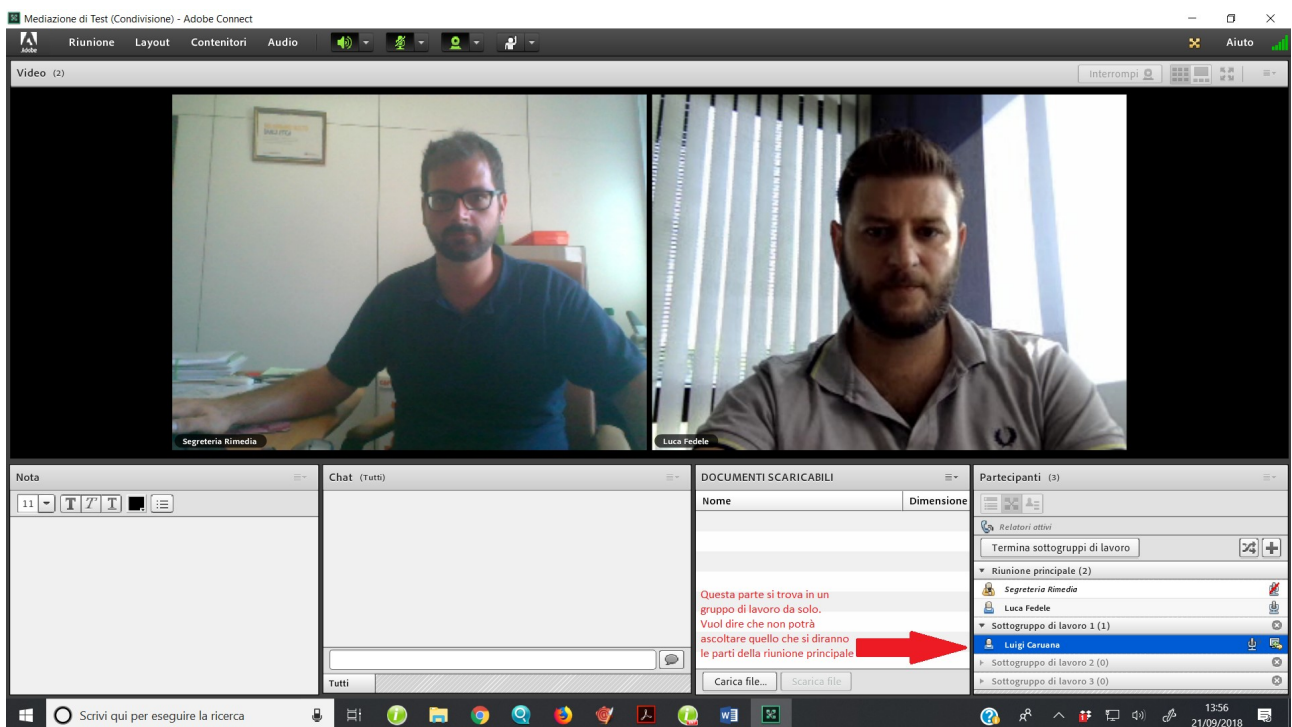 Mediazione di Test (Condivisione) - Adobe Connect
Adobe
Riunione Layout Contenitori Audio
Aiuto
Video (2)
Interrompi
Segreteria Rimedia
Luca Fedele
Nota
11 T T T
Chat (Tutti)
Tutti
DOCUMENTI SCARICABILI
Nome Dimensione
Questa parte si trova in un
gruppo di lavoro da solo.
Vuol dire che non potrà
ascoltare quello che si diranno
le parti della riunione principale
Carica file... Scarica file
Partecipanti (3)
Relatori attivi
Termina sottogruppi di lavoro
Riunione principale (2)
Segreteria Rimedia
Luca Fedele
Sottogruppo di lavoro 1 (1)
Luigi Caruana
Sottogruppo di lavoro 2 (0)
Sottogruppo di lavoro 3 (0)
Scrivi qui per eseguire la ricerca
13:56
21/09/2018